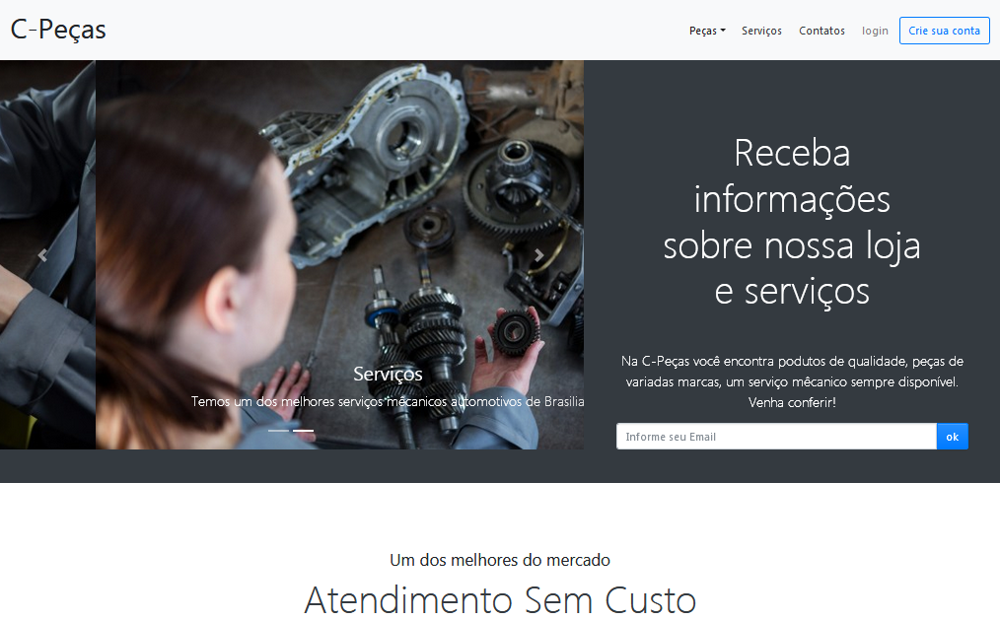 C-Peças
Peças Serviços Contatos login Crie sua conta
Serviços
Temos um dos melhores serviços mêcanicos automotivos de Brasilia
Receba
informações
sobre nossa loja
e serviços
Na C-Peças você encontra podutos de qualidade, peças de
variadas marcas, um serviço mêcanico sempre disponível.
Venha conferir!
Informe seu Email ok
Um dos melhores do mercado
Atendimento Sem Custo